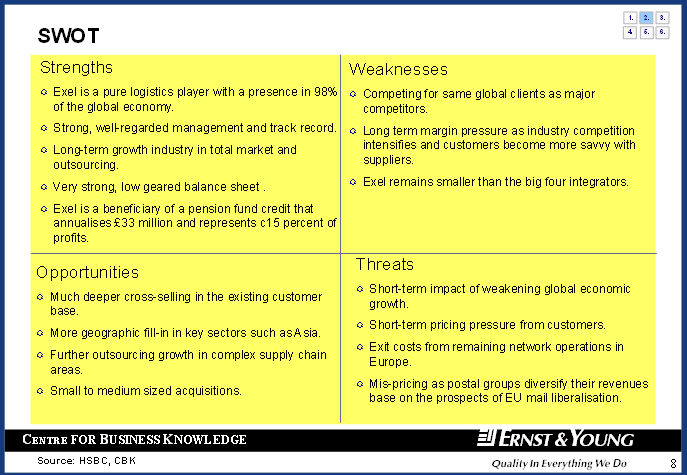 1. 2. 3.
4. 5. 6.
SWOT
Strengths
Exel is a pure logistics player with a presence in 98%
of the global economy.
Strong, well-regarded management and track record.
Long-term growth industry in total market and
outsourcing.
Very strong, low geared balance sheet .
Exel is a beneficiary of a pension fund credit that
annualises £33 million and represents c15 percent of
profits.
Weaknesses
Competing for same global clients as major
competitors.
Long term margin pressure as industry competition
intensifies and customers become more savvy with
suppliers.
Exel remains smaller than the big four integrators.
Opportunities
Much deeper cross-selling in the existing customer
base.
More geographic fill-in in key sectors such as Asia.
Further outsourcing growth in complex supply chain
areas.
Small to medium sized acquisitions.
Threats
Short-term impact of weakening global economic
growth.
Short-term pricing pressure from customers.
Exit costs from remaining network operations in
Europe.
Mis-pricing as postal groups diversify their revenues
base on the prospects of EU mail liberalisation.
CENTRE FOR BUSINESS KNOWLEDGE
ERNST & YOUNG
Source: HSBC, CBK
Quality In Everything We Do
8